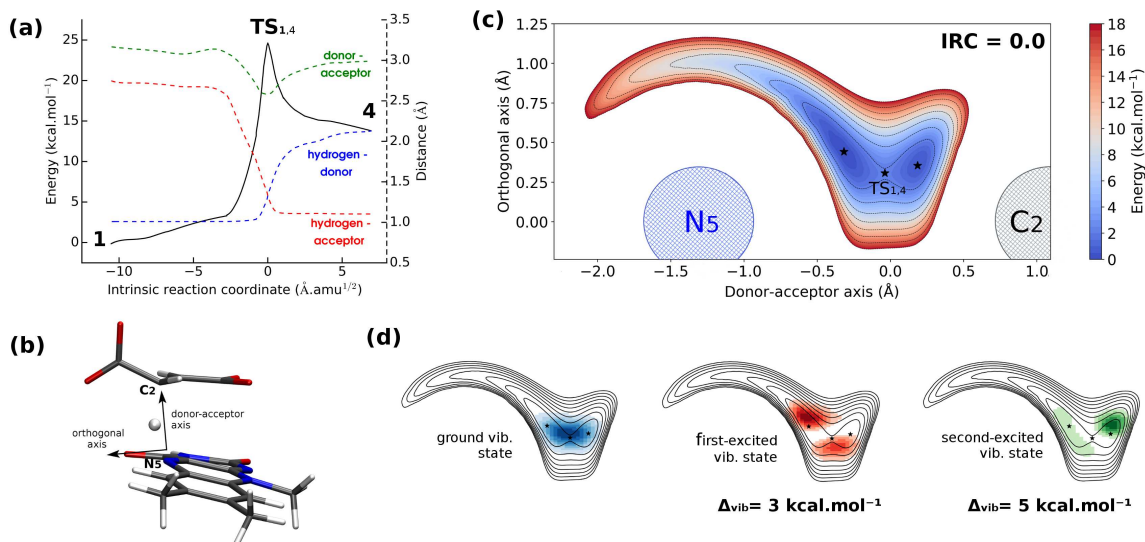 (a)
TS1,4
3.5
25
20
15
10
5
0
Energy (kcal.mol⁻¹)
donor -
acceptor
3.0
2.5
2.0
1.5
1.0
0.5
Distance (Å)
4
hydrogen -
donor
hydrogen -
acceptor
1
−10
−5
0
5
Intrinsic reaction coordinate (Å.amu^1/2)
(b)
C2
donor-acceptor
axis
orthogonal
axis
N5
(c)
1.25
1.00
0.75
0.50
0.25
0.00
Orthogonal axis (Å)
IRC = 0.0
TS1,4
N5
C2
−2.0
−1.5
−1.0
−0.5
0.0
0.5
1.0
Donor-acceptor axis (Å)
18
16
14
12
10
8
6
4
2
0
Energy (kcal.mol⁻¹)
(d)
ground vib.
state
first-excited
vib. state
Δvib= 3 kcal.mol⁻¹
second-excited
vib. state
Δvib= 5 kcal.mol⁻¹